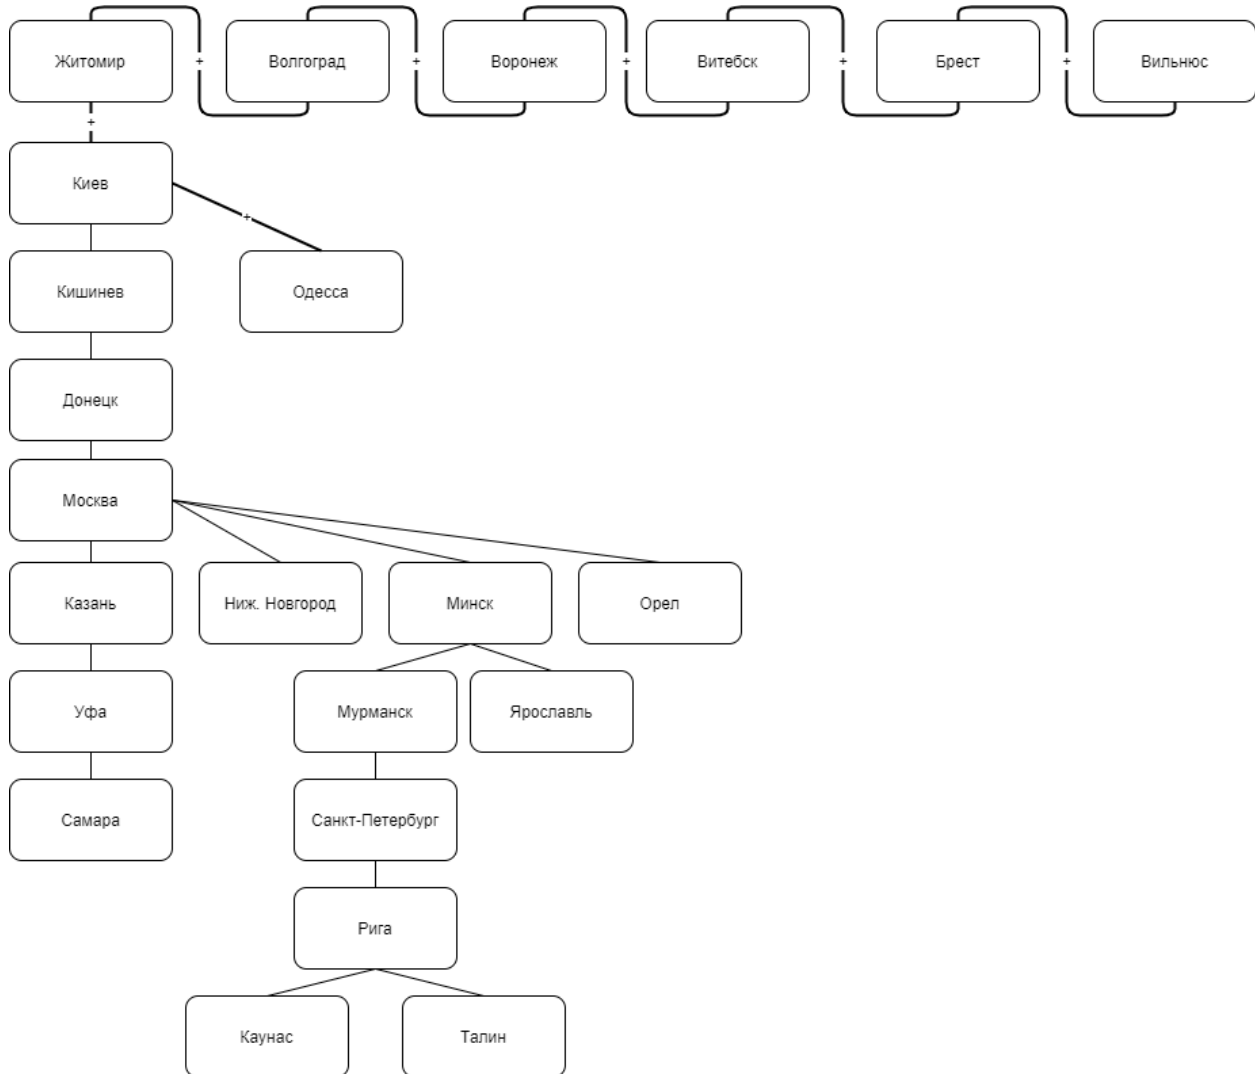 Житомир
+
Волгоград
+
Воронеж
+
Витебск
+
Брест
+
Вильнюс
+
Киев
+
Кишинев
Одесса
Донецк
Москва
Казань
Ниж. Новгород
Минск
Орел
Уфа
Мурманск
Ярославль
Самара
Санкт-Петербург
Рига
Каунас
Талин